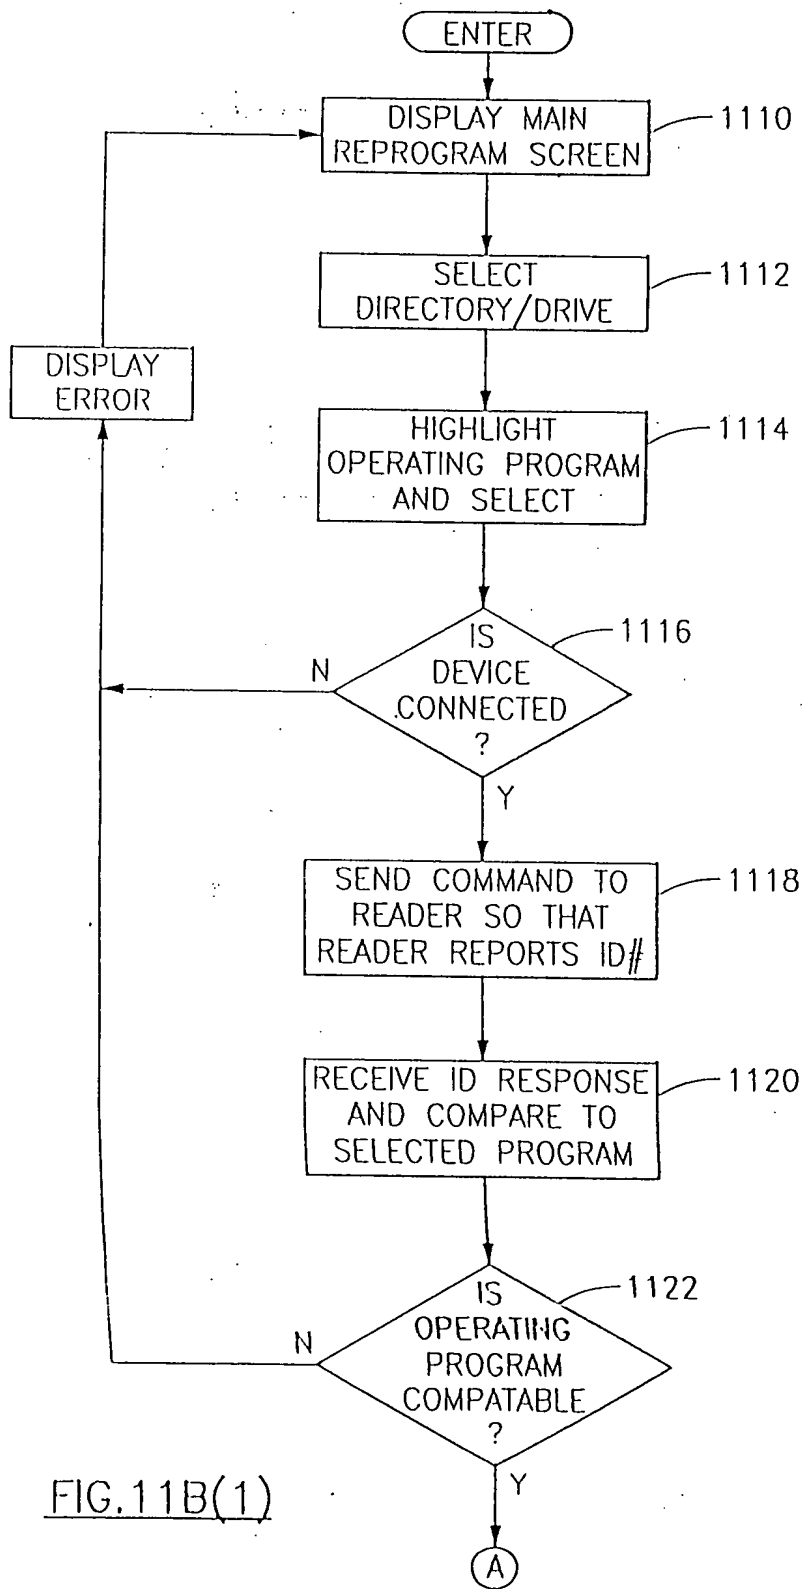 ENTER
DISPLAY MAIN
REPROGRAM SCREEN
1110
SELECT
DIRECTORY/DRIVE
1112
DISPLAY
ERROR
HIGHLIGHT
OPERATING PROGRAM
AND SELECT
1114
IS
DEVICE
CONNECTED
?
1116
N
Y
SEND COMMAND TO
READER SO THAT
READER REPORTS ID#
1118
RECEIVE ID RESPONSE
AND COMPARE TO
SELECTED PROGRAM
1120
IS
OPERATING
PROGRAM
COMPATABLE
?
1122
N
Y
FIG.11B(1)
A